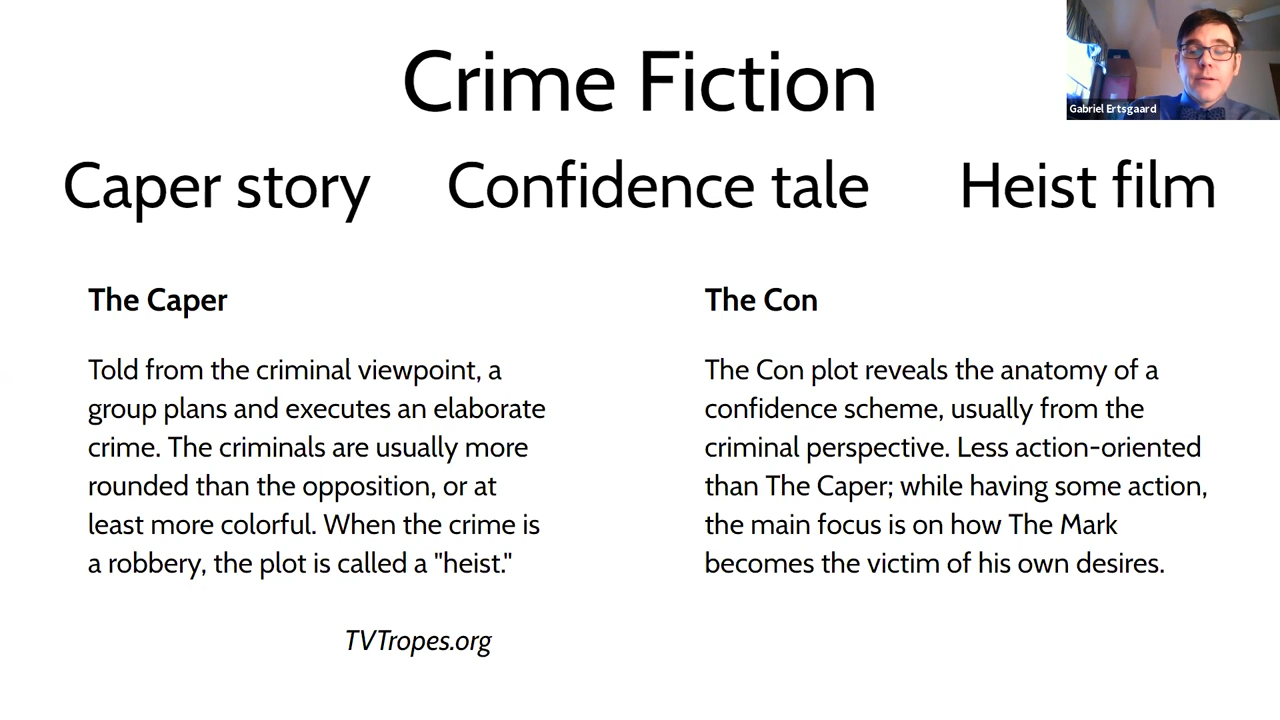 Crime Fiction
Gabriel Ertsgaard
Caper story Confidence tale Heist film
The Caper
Told from the criminal viewpoint, a
group plans and executes an elaborate
crime. The criminals are usually more
rounded than the opposition, or at
least more colorful. When the crime is
a robbery, the plot is called a "heist."
TVTropes.org
The Con
The Con plot reveals the anatomy of a
confidence scheme, usually from the
criminal perspective. Less action-oriented
than The Caper; while having some action,
the main focus is on how The Mark
becomes the victim of his own desires.